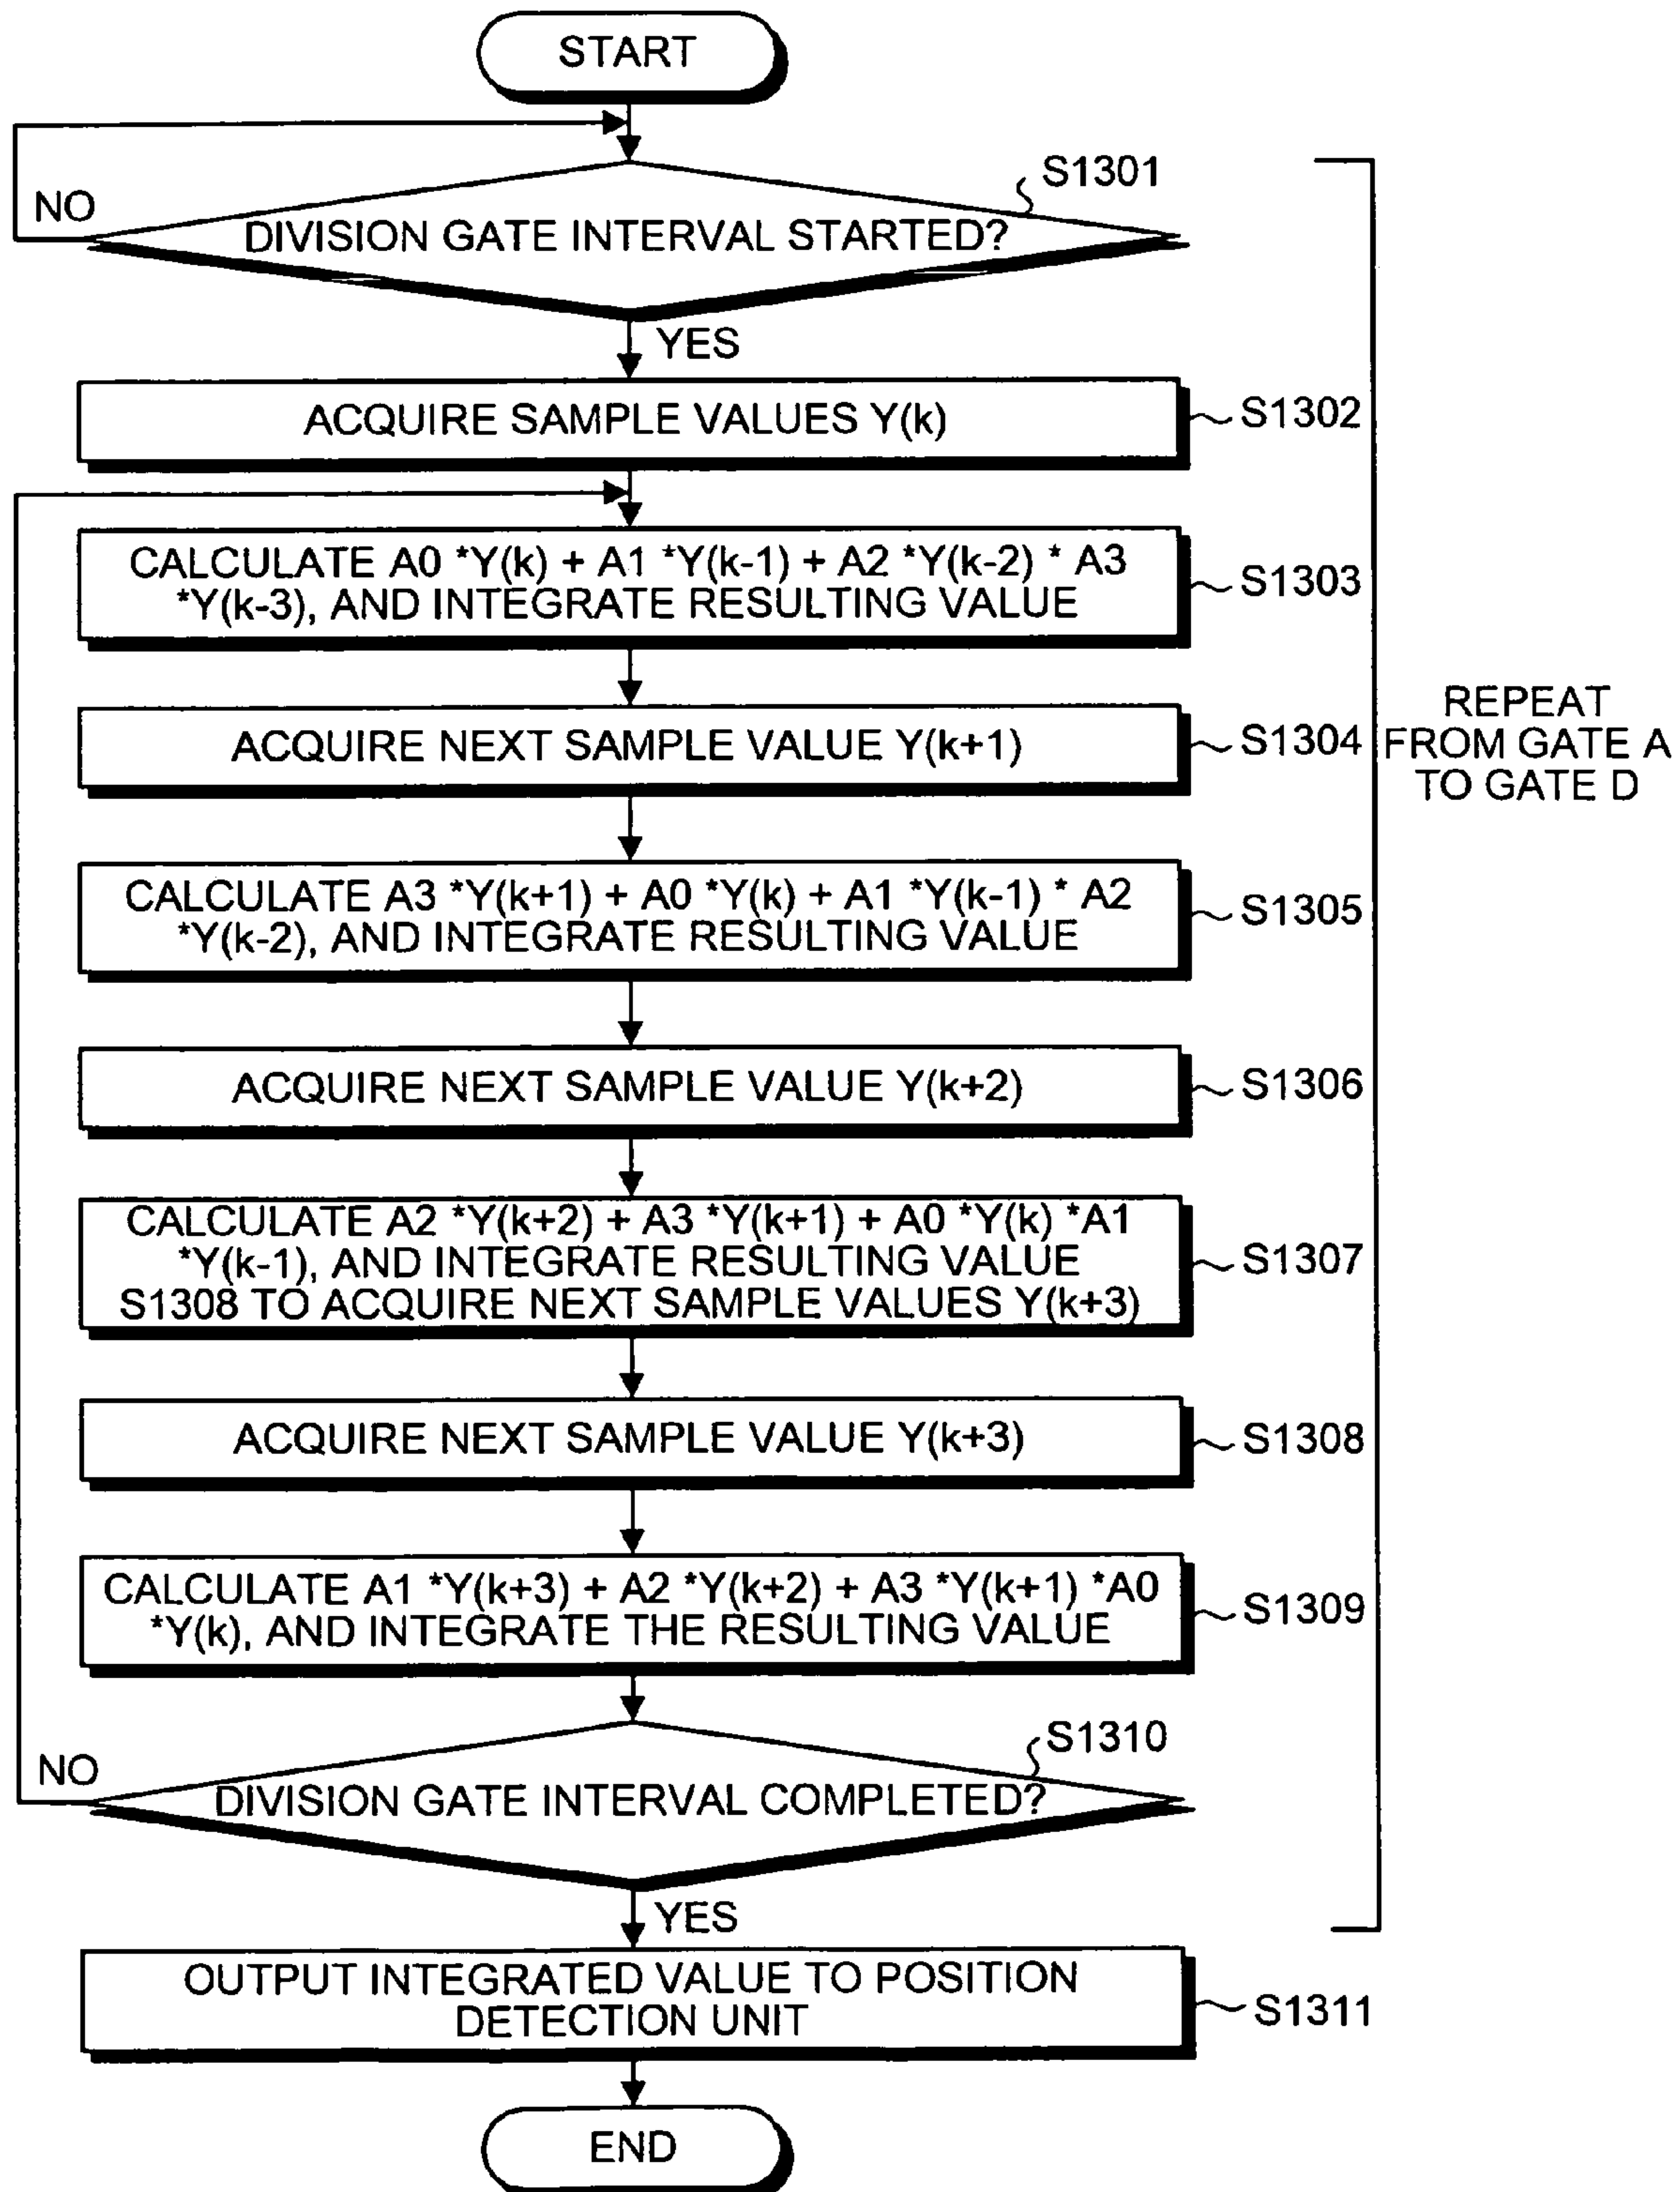 START
NO
S1301
DIVISION GATE INTERVAL STARTED?
YES
ACQUIRE SAMPLE VALUES Y(k)
S1302
CALCULATE A0 *Y(k) + A1 *Y(k-1) + A2 *Y(k-2) * A3
*Y(k-3), AND INTEGRATE RESULTING VALUE
S1303
ACQUIRE NEXT SAMPLE VALUE Y(k+1)
S1304
REPEAT
FROM GATE A
TO GATE D
CALCULATE A3 *Y(k+1) + A0 *Y(k) + A1 *Y(k-1) * A2
*Y(k-2), AND INTEGRATE RESULTING VALUE
S1305
ACQUIRE NEXT SAMPLE VALUE Y(k+2)
S1306
CALCULATE A2 *Y(k+2) + A3 *Y(k+1) + A0 *Y(k) *A1
*Y(k-1), AND INTEGRATE RESULTING VALUE
S1308 TO ACQUIRE NEXT SAMPLE VALUES Y(k+3)
S1307
ACQUIRE NEXT SAMPLE VALUE Y(k+3)
S1308
CALCULATE A1 *Y(k+3) + A2 *Y(k+2) + A3 *Y(k+1) *A0
*Y(k), AND INTEGRATE THE RESULTING VALUE
S1309
S1310
NO
DIVISION GATE INTERVAL COMPLETED?
YES
OUTPUT INTEGRATED VALUE TO POSITION
DETECTION UNIT
S1311
END